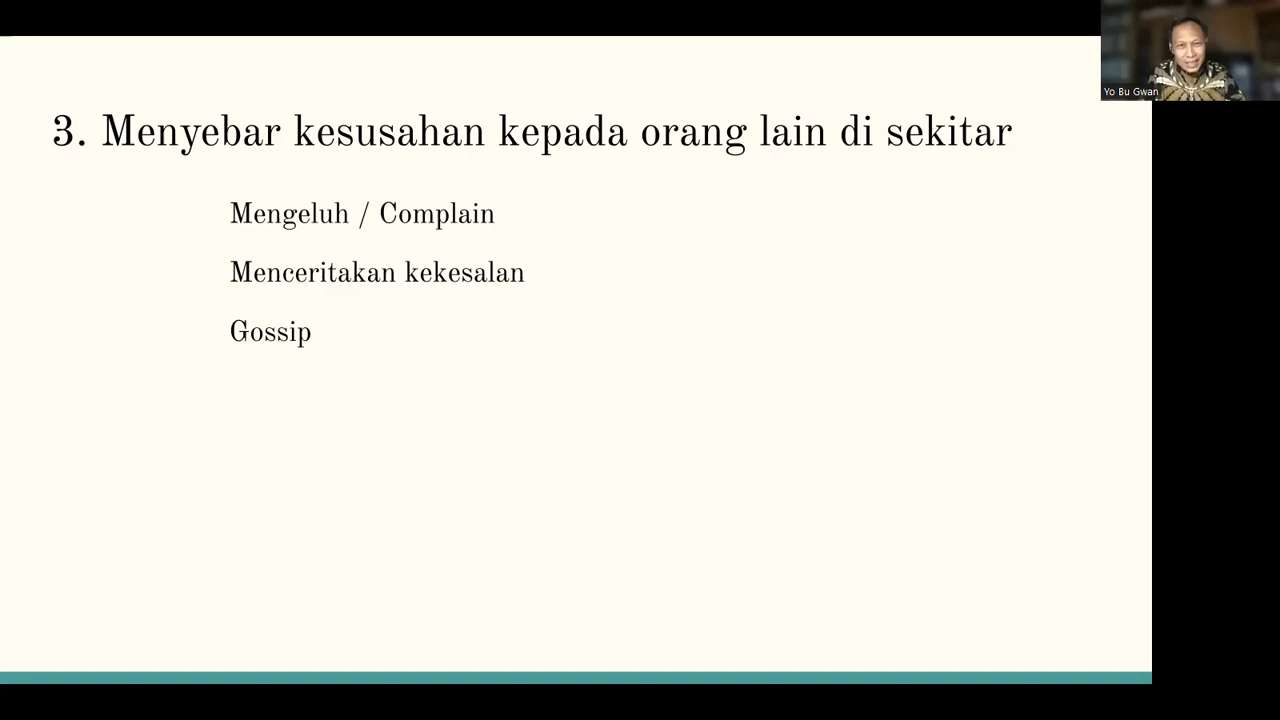 3. Menyebar kesusahan kepada orang lain di sekitar
Mengeluh / Complain
Menceritakan kekesalan
Gossip
Yo Bu Gwan